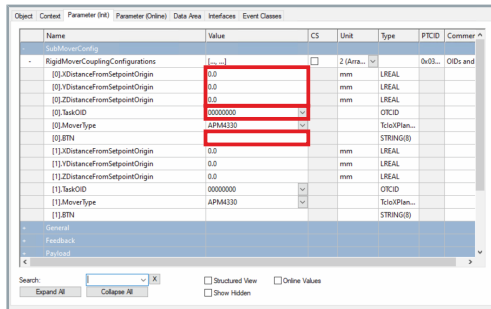 Object Context Parameter (Init) Parameter (Online) Data Area Interfaces Event Classes
Name Value CS Unit Type PTCID Commer
- SubMoverConfig
- RigidMoverCouplingConfigurations [..., ...] 2 (Arra... 0x03... OIDs and
[0].XDistanceFromSetpointOrigin 0.0 mm LREAL
[0].YDistanceFromSetpointOrigin 0.0 mm LREAL
[0].ZDistanceFromSetpointOrigin 0.0 mm LREAL
[0].TaskOID 00000000 OTCID
[0].MoverType APM4330 TcIoXPlan...
[0].BTN STRING(8)
[1].XDistanceFromSetpointOrigin 0.0 mm LREAL
[1].YDistanceFromSetpointOrigin 0.0 mm LREAL
[1].ZDistanceFromSetpointOrigin 0.0 mm LREAL
[1].TaskOID 00000000 OTCID
[1].MoverType APM4330 TcIoXPlan...
[1].BTN STRING(8)
+ General
+ Feedback
+ Payload
Search: X Structured View Online Values
Expand All Collapse All Show Hidden